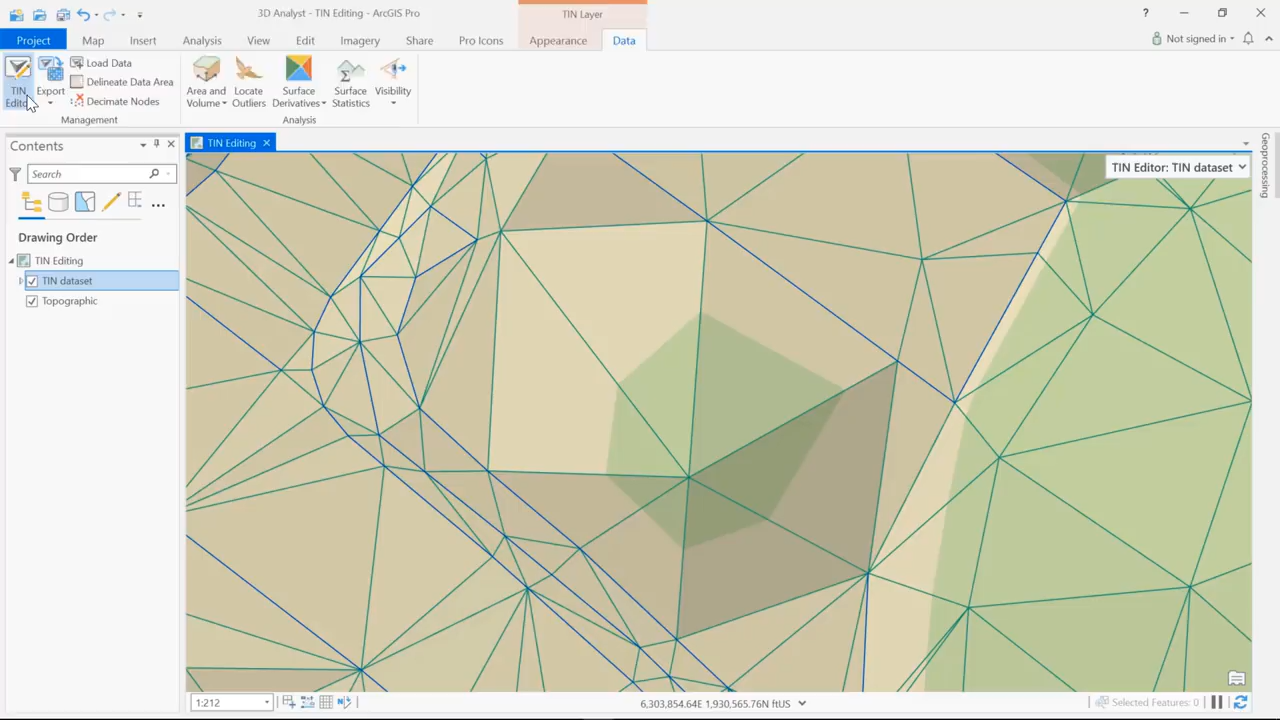 3D Analyst - TIN Editing - ArcGIS Pro
TIN Layer
?
Project
Map
Insert
Analysis
View
Edit
Imagery
Share
Pro Icons
Appearance
Data
Not signed in
TIN
Editor
Export
Load Data
Delineate Data Area
Decimate Nodes
Management
Area and
Volume
Locate
Outliers
Surface
Derivatives
Surface
Statistics
Visibility
Analysis
Contents
Search
Drawing Order
TIN Editing
TIN dataset
Topographic
TIN Editing
TIN Editor: TIN dataset
Geoprocessing
1:212
6,303,854.64E 1,930,565.76N ftUS
Selected Features: 0